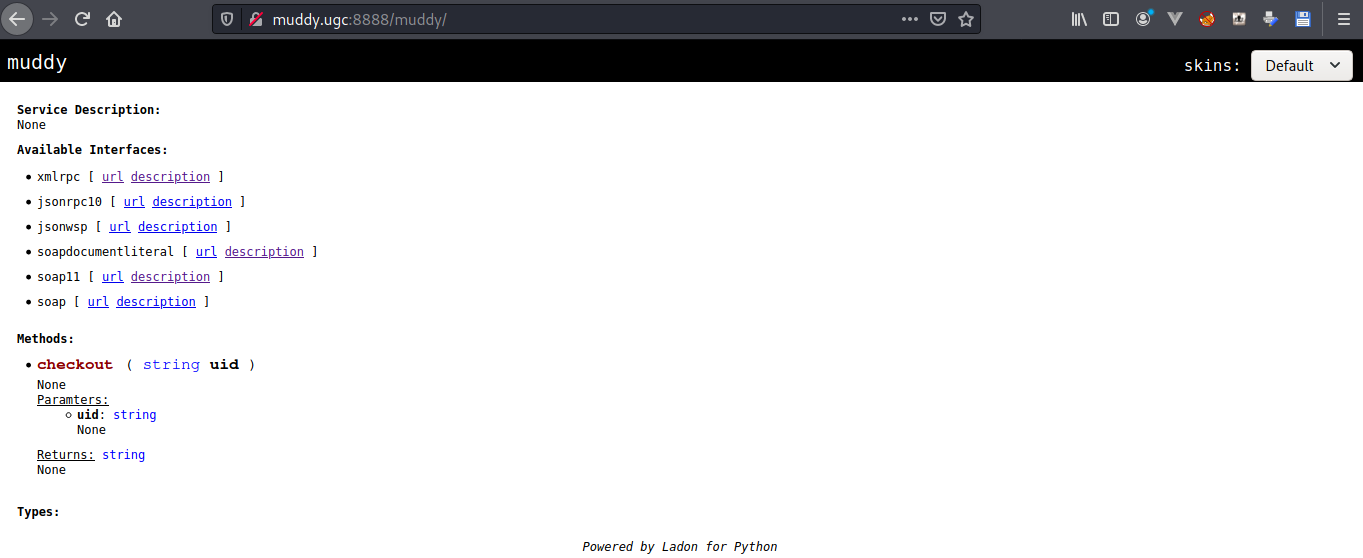 muddy.ugc:8888/muddy/
muddy
skins: Default
Service Description:
None
Available Interfaces:
xmlrpc [ url description ]
jsonrpc10 [ url description ]
jsonwsp [ url description ]
soapdocumentliteral [ url description ]
soap11 [ url description ]
soap [ url description ]
Methods:
checkout ( string uid )
None
Paramters:
uid: string
None
Returns: string
None
Types:
Powered by Ladon for Python